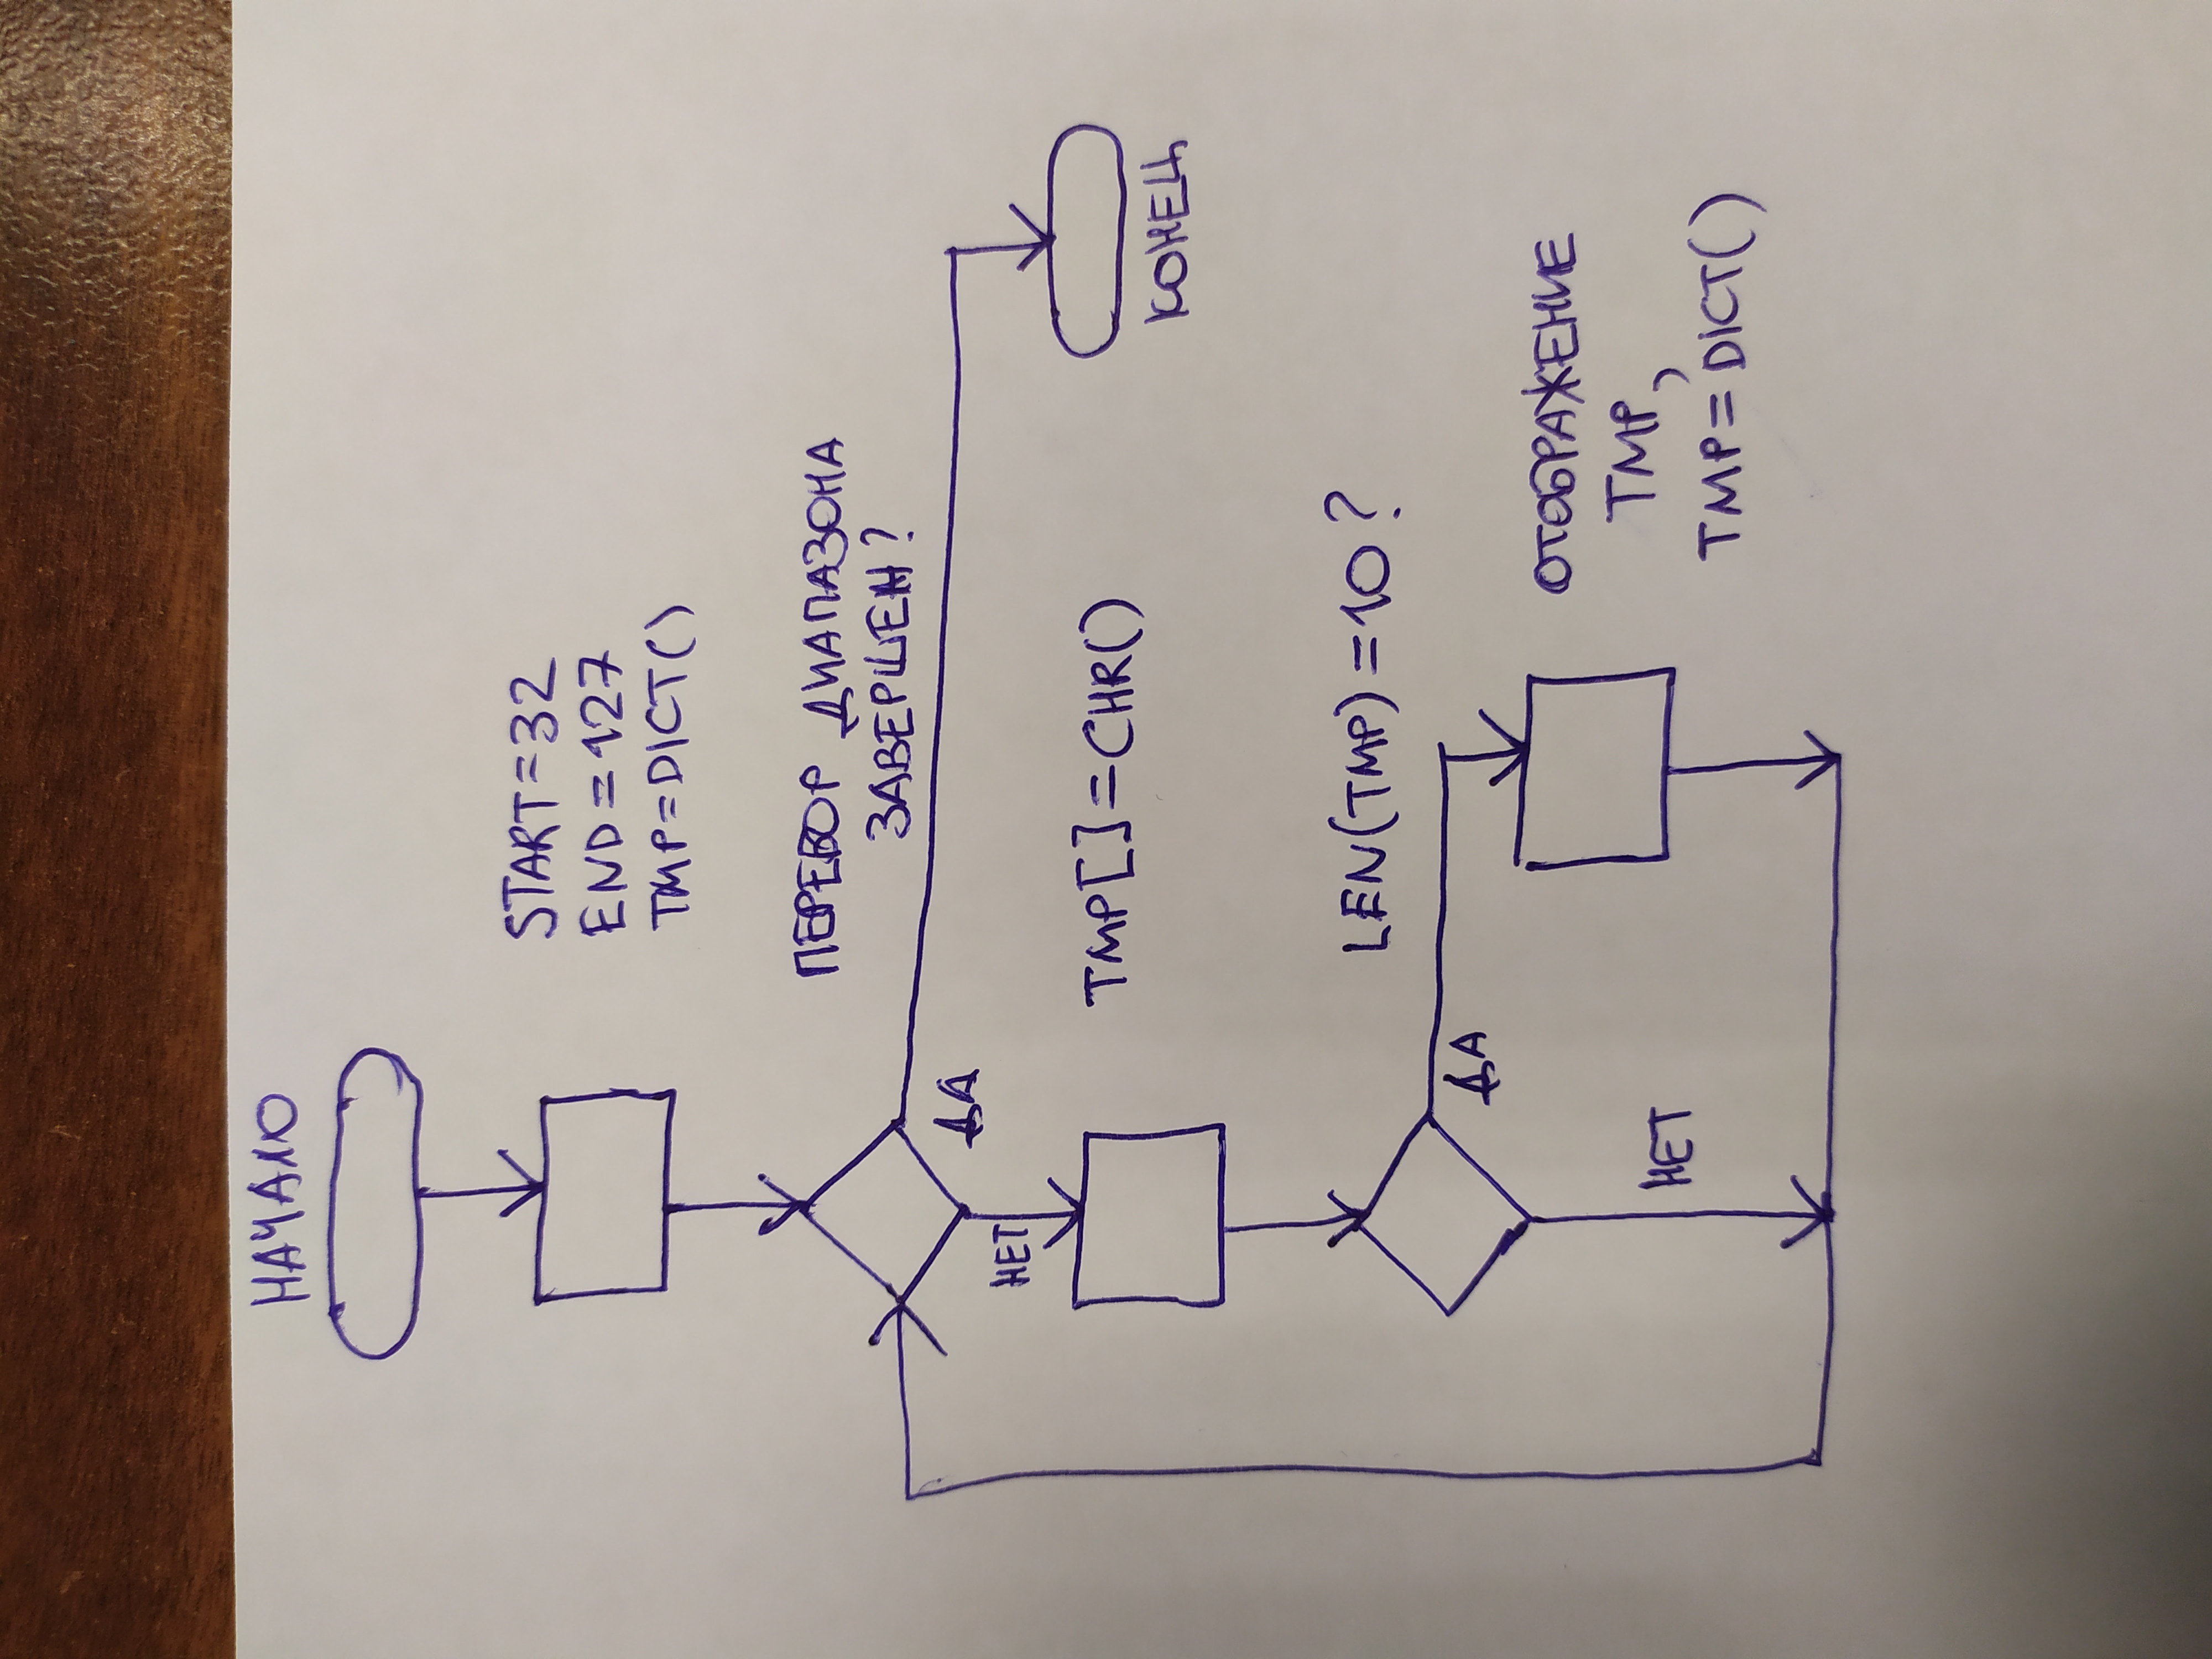 НАЧАЛО
START=32
END=127
TMP=DICT()
ПЕРЕБОР ДИАПАЗОНА
ЗАВЕРШЕН?
ДА
НЕТ
TMP[]=CHR()
КОНЕЦ
LEN(TMP)=10?
ДА
ОТОБРАЖЕНИЕ
TMP,
НЕТ
TMP=DICT()